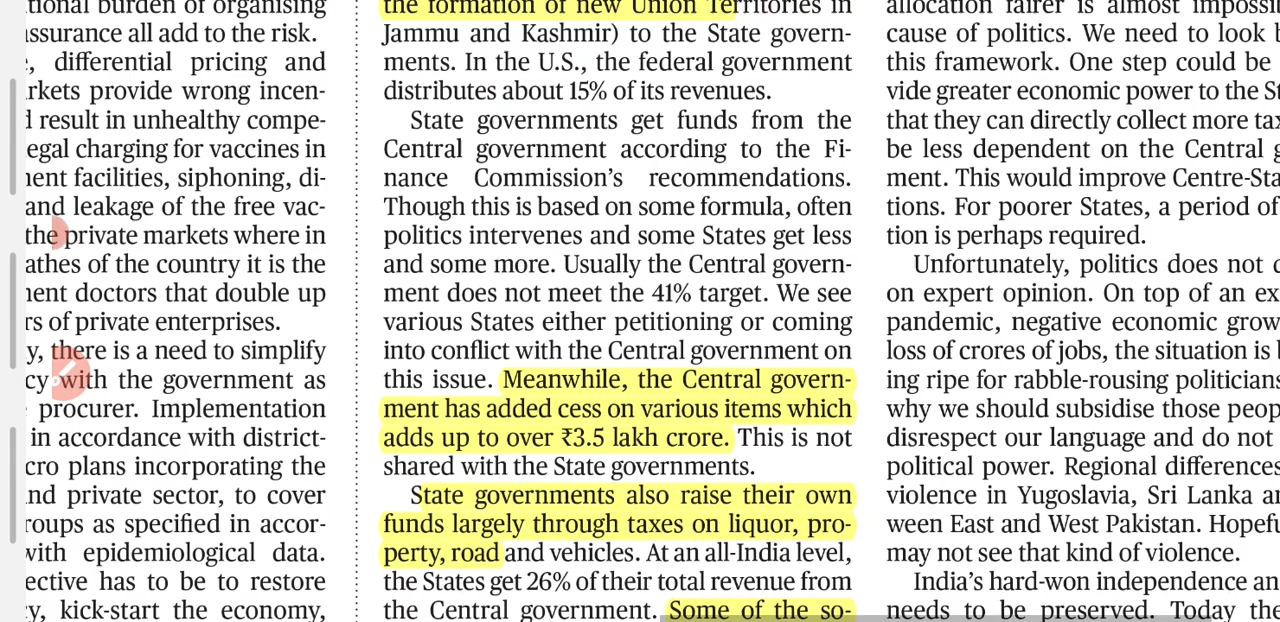 tional burden of organising
assurance all add to the risk.
, differential pricing and
rkets provide wrong incen-
result in unhealthy compe-
egal charging for vaccines in
ent facilities, siphoning, di-
and leakage of the free vac-
the private markets where in
athes of the country it is the
ent doctors that double up
rs of private enterprises.
y, there is a need to simplify
cy with the government as
procurer. Implementation
in accordance with district-
cro plans incorporating the
nd private sector, to cover
roups as specified in accor-
with epidemiological data.
ective has to be to restore
y, kick-start the economy,
the formation of new Union Territories in
Jammu and Kashmir) to the State govern-
ments. In the U.S., the federal government
distributes about 15% of its revenues.
State governments get funds from the
Central government according to the Fi-
nance Commission's recommendations.
Though this is based on some formula, often
politics intervenes and some States get less
and some more. Usually the Central govern-
ment does not meet the 41% target. We see
various States either petitioning or coming
into conflict with the Central government on
this issue. Meanwhile, the Central govern-
ment has added cess on various items which
adds up to over ₹3.5 lakh crore. This is not
shared with the State governments.
State governments also raise their own
funds largely through taxes on liquor, pro-
perty, road and vehicles. At an all-India level,
the States get 26% of their total revenue from
the Central government. Some of the so-
allocation fairer is almost impossi
cause of politics. We need to look b
this framework. One step could be
vide greater economic power to the St
that they can directly collect more tax
be less dependent on the Central g
ment. This would improve Centre-Sta
tions. For poorer States, a period of
tion is perhaps required.
Unfortunately, politics does not d
on expert opinion. On top of an ex
pandemic, negative economic grow
loss of crores of jobs, the situation is b
ing ripe for rabble-rousing politicians
why we should subsidise those peop
disrespect our language and do not
political power. Regional differences
violence in Yugoslavia, Sri Lanka an
ween East and West Pakistan. Hopefu
may not see that kind of violence.
India's hard-won independence an
needs to be preserved. Today the